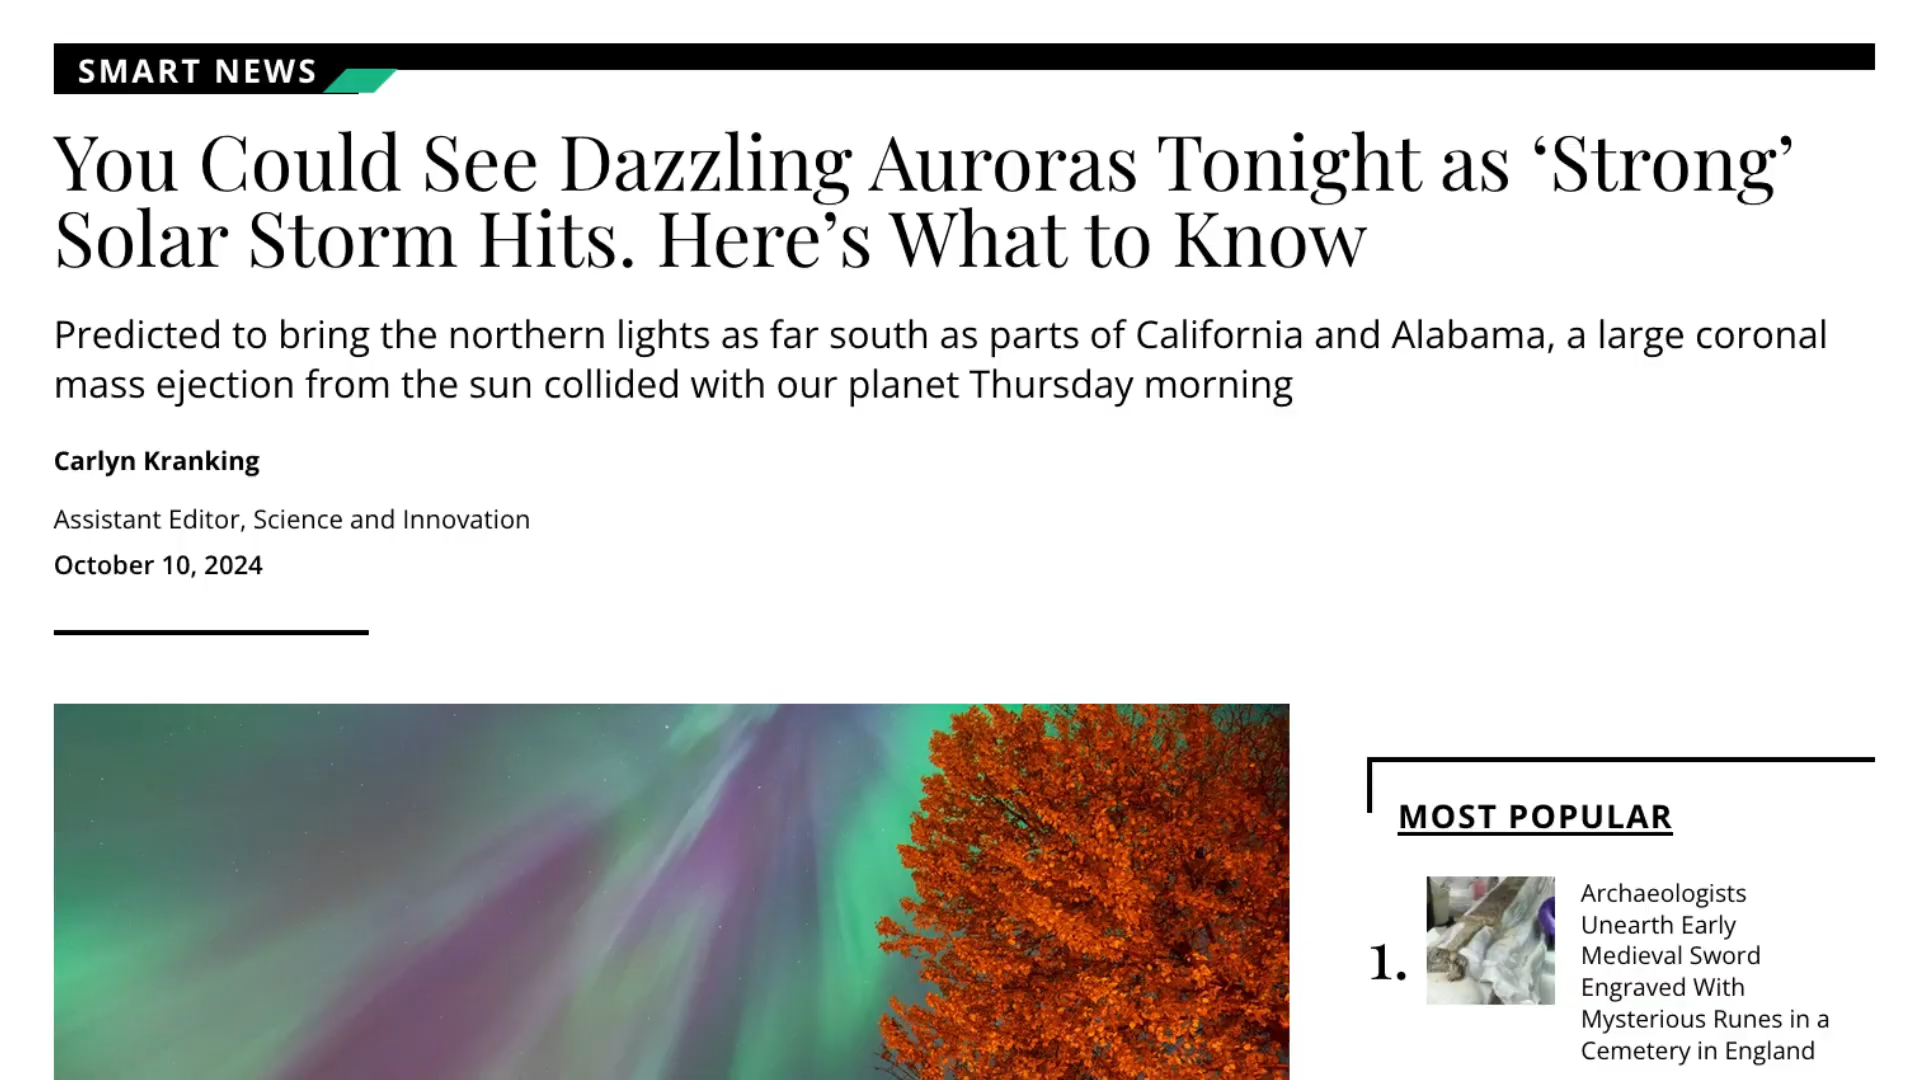 SMART NEWS
You Could See Dazzling Auroras Tonight as ‘Strong’
Solar Storm Hits. Here’s What to Know
Predicted to bring the northern lights as far south as parts of California and Alabama, a large coronal
mass ejection from the sun collided with our planet Thursday morning
Carlyn Kranking
Assistant Editor, Science and Innovation
October 10, 2024
MOST POPULAR
1.
Archaeologists
Unearth Early
Medieval Sword
Engraved With
Mysterious Runes in a
Cemetery in England